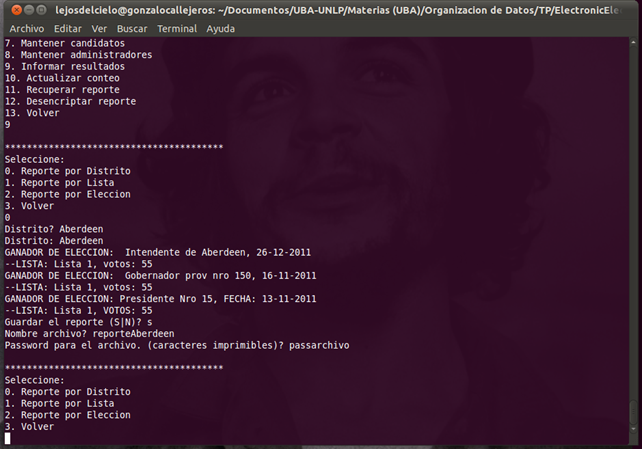 lejosdelcielo@gonzalocallejeros: ~/Documentos/UBA-UNLP/Materias (UBA)/Organizacion de Datos/TP/ElectronicEle
Archivo Editar Ver Buscar Terminal Ayuda
7. Mantener candidatos
8. Mantener administradores
9. Informar resultados
10. Actualizar conteo
11. Recuperar reporte
12. Desencriptar reporte
13. Volver
9
****************************************
Seleccione:
0. Reporte por Distrito
1. Reporte por Lista
2. Reporte por Eleccion
3. Volver
0
Distrito? Aberdeen
Distrito: Aberdeen
GANADOR DE ELECCION:  Intendente de Aberdeen, 26-12-2011
--LISTA: Lista 1, votos: 55
GANADOR DE ELECCION:  Gobernador prov nro 150, 16-11-2011
--LISTA: Lista 1, votos: 55
GANADOR DE ELECCION: Presidente Nro 15, FECHA: 13-11-2011
--LISTA: Lista 1, VOTOS: 55
Guardar el reporte (S|N)? s
Nombre archivo? reporteAberdeen
Password para el archivo. (caracteres imprimibles)? passarchivo
****************************************
Seleccione:
0. Reporte por Distrito
1. Reporte por Lista
2. Reporte por Eleccion
3. Volver